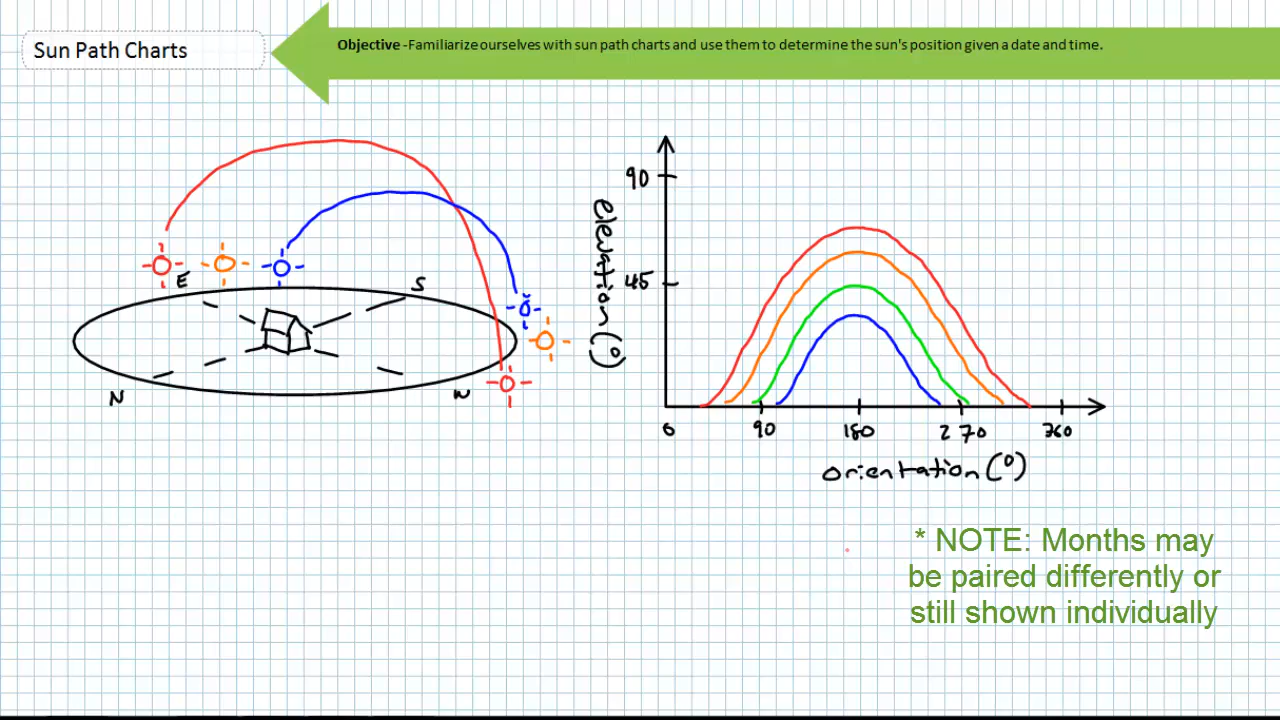 Sun Path Charts
Objective -Familiarize ourselves with sun path charts and use them to determine the sun's position given a date and time.
E
S
N
W
90
45
elevation (°)
0
90
180
270
360
orientation (°)
* NOTE: Months may
be paired differently or
still shown individually